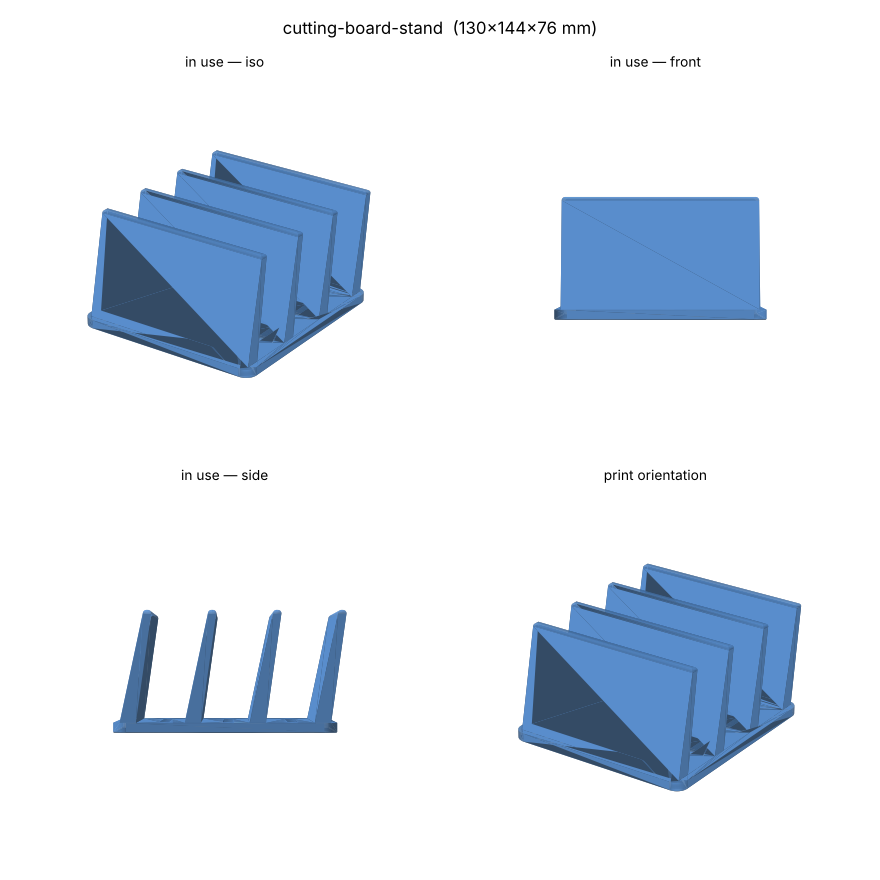 cutting-board-stand (130×144×76 mm)
in use — iso
in use — front
in use — side
print orientation